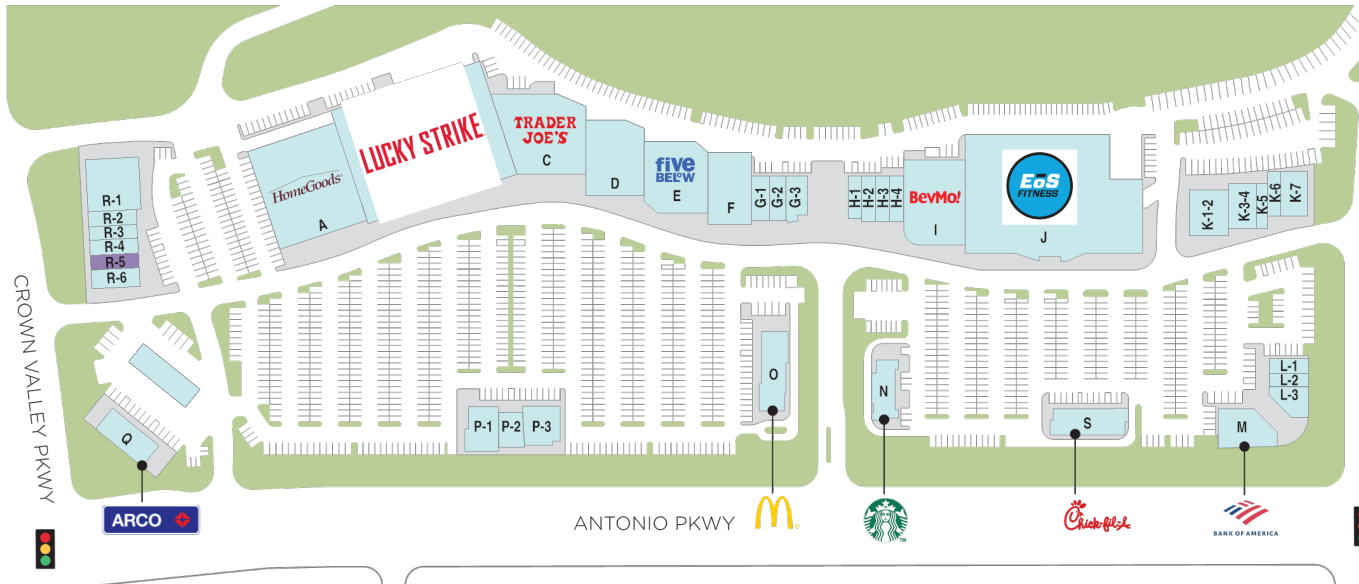 LUCKY STRIKE
TRADER
JOE'S
C
HomeGoods
A
D
five
BELOW
E
F
G-1
G-2
G-3
H-1
H-2
H-3
H-4
BevMo!
I
EōS
FITNESS
J
K-1-2
K-3-4
K-5
K-6
K-7
R-1
R-2
R-3
R-4
R-5
R-6
CROWN VALLEY PKWY
Q
ARCO
P-1
P-2
P-3
O
N
S
L-1
L-2
L-3
M
ANTONIO PKWY
Chick-fil-A
BANK OF AMERICA